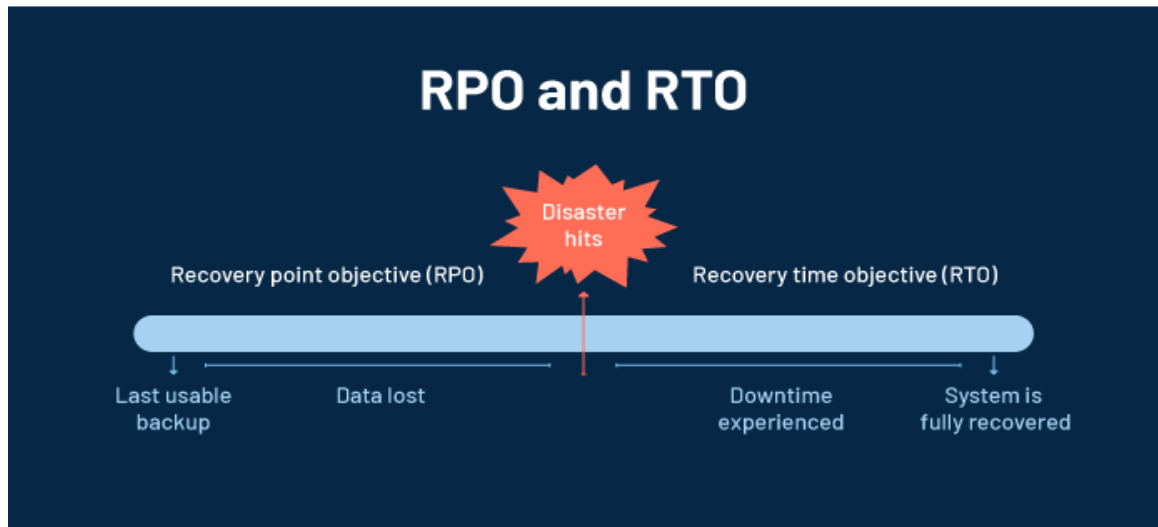 RPO and RTO
Disaster
hits
Recovery point objective (RPO)
Recovery time objective (RTO)
Last usable
backup
Data lost
Downtime
experienced
System is
fully recovered